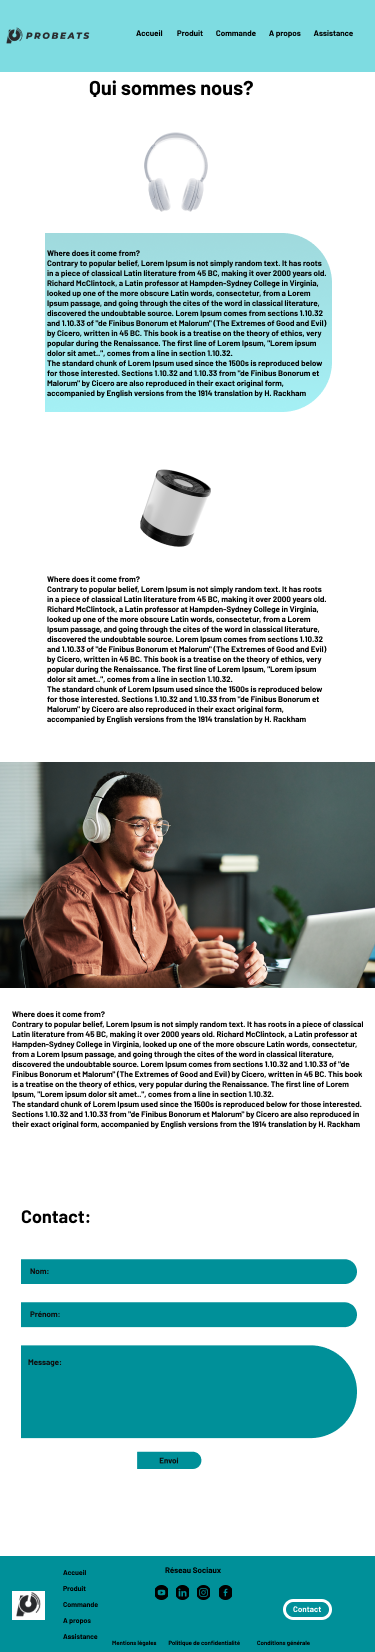 PROBEATS
Accueil Produit Commande A propos Assistance
Qui sommes nous?
Where does it come from?
Contrary to popular belief, Lorem Ipsum is not simply random text. It has roots
in a piece of classical Latin literature from 45 BC, making it over 2000 years old.
Richard McClintock, a Latin professor at Hampden-Sydney College in Virginia,
looked up one of the more obscure Latin words, consectetur, from a Lorem
Ipsum passage, and going through the cites of the word in classical literature,
discovered the undoubtable source. Lorem Ipsum comes from sections 1.10.32
and 1.10.33 of "de Finibus Bonorum et Malorum" (The Extremes of Good and Evil)
by Cicero, written in 45 BC. This book is a treatise on the theory of ethics, very
popular during the Renaissance. The first line of Lorem Ipsum, "Lorem ipsum
dolor sit amet..", comes from a line in section 1.10.32.
The standard chunk of Lorem Ipsum used since the 1500s is reproduced below
for those interested. Sections 1.10.32 and 1.10.33 from "de Finibus Bonorum et
Malorum" by Cicero are also reproduced in their exact original form,
accompanied by English versions from the 1914 translation by H. Rackham
Where does it come from?
Contrary to popular belief, Lorem Ipsum is not simply random text. It has roots
in a piece of classical Latin literature from 45 BC, making it over 2000 years old.
Richard McClintock, a Latin professor at Hampden-Sydney College in Virginia,
looked up one of the more obscure Latin words, consectetur, from a Lorem
Ipsum passage, and going through the cites of the word in classical literature,
discovered the undoubtable source. Lorem Ipsum comes from sections 1.10.32
and 1.10.33 of "de Finibus Bonorum et Malorum" (The Extremes of Good and Evil)
by Cicero, written in 45 BC. This book is a treatise on the theory of ethics, very
popular during the Renaissance. The first line of Lorem Ipsum, "Lorem ipsum
dolor sit amet..", comes from a line in section 1.10.32.
The standard chunk of Lorem Ipsum used since the 1500s is reproduced below
for those interested. Sections 1.10.32 and 1.10.33 from "de Finibus Bonorum et
Malorum" by Cicero are also reproduced in their exact original form,
accompanied by English versions from the 1914 translation by H. Rackham
Where does it come from?
Contrary to popular belief, Lorem Ipsum is not simply random text. It has roots in a piece of classical
Latin literature from 45 BC, making it over 2000 years old. Richard McClintock, a Latin professor at
Hampden-Sydney College in Virginia, looked up one of the more obscure Latin words, consectetur,
from a Lorem Ipsum passage, and going through the cites of the word in classical literature,
discovered the undoubtable source. Lorem Ipsum comes from sections 1.10.32 and 1.10.33 of "de
Finibus Bonorum et Malorum" (The Extremes of Good and Evil) by Cicero, written in 45 BC. This book
is a treatise on the theory of ethics, very popular during the Renaissance. The first line of Lorem
Ipsum, "Lorem ipsum dolor sit amet..", comes from a line in section 1.10.32.
The standard chunk of Lorem Ipsum used since the 1500s is reproduced below for those interested.
Sections 1.10.32 and 1.10.33 from "de Finibus Bonorum et Malorum" by Cicero are also reproduced in
their exact original form, accompanied by English versions from the 1914 translation by H. Rackham
Contact:
Nom:
Prénom:
Message:
Envoi
Accueil
Produit
Commande
A propos
Assistance
Réseau Sociaux
Contact
Mentions légales Politique de confidentialité Conditions générale